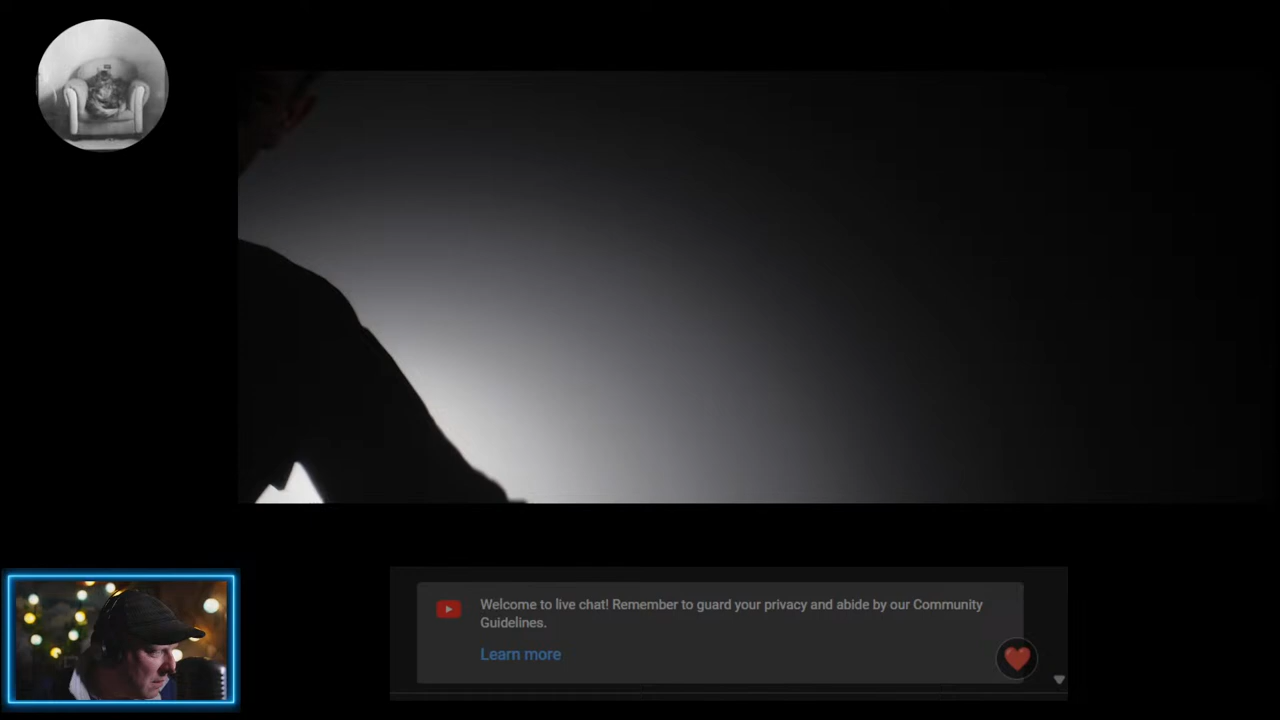 Welcome to live chat! Remember to guard your privacy and abide by our Community
Guidelines.
Learn more